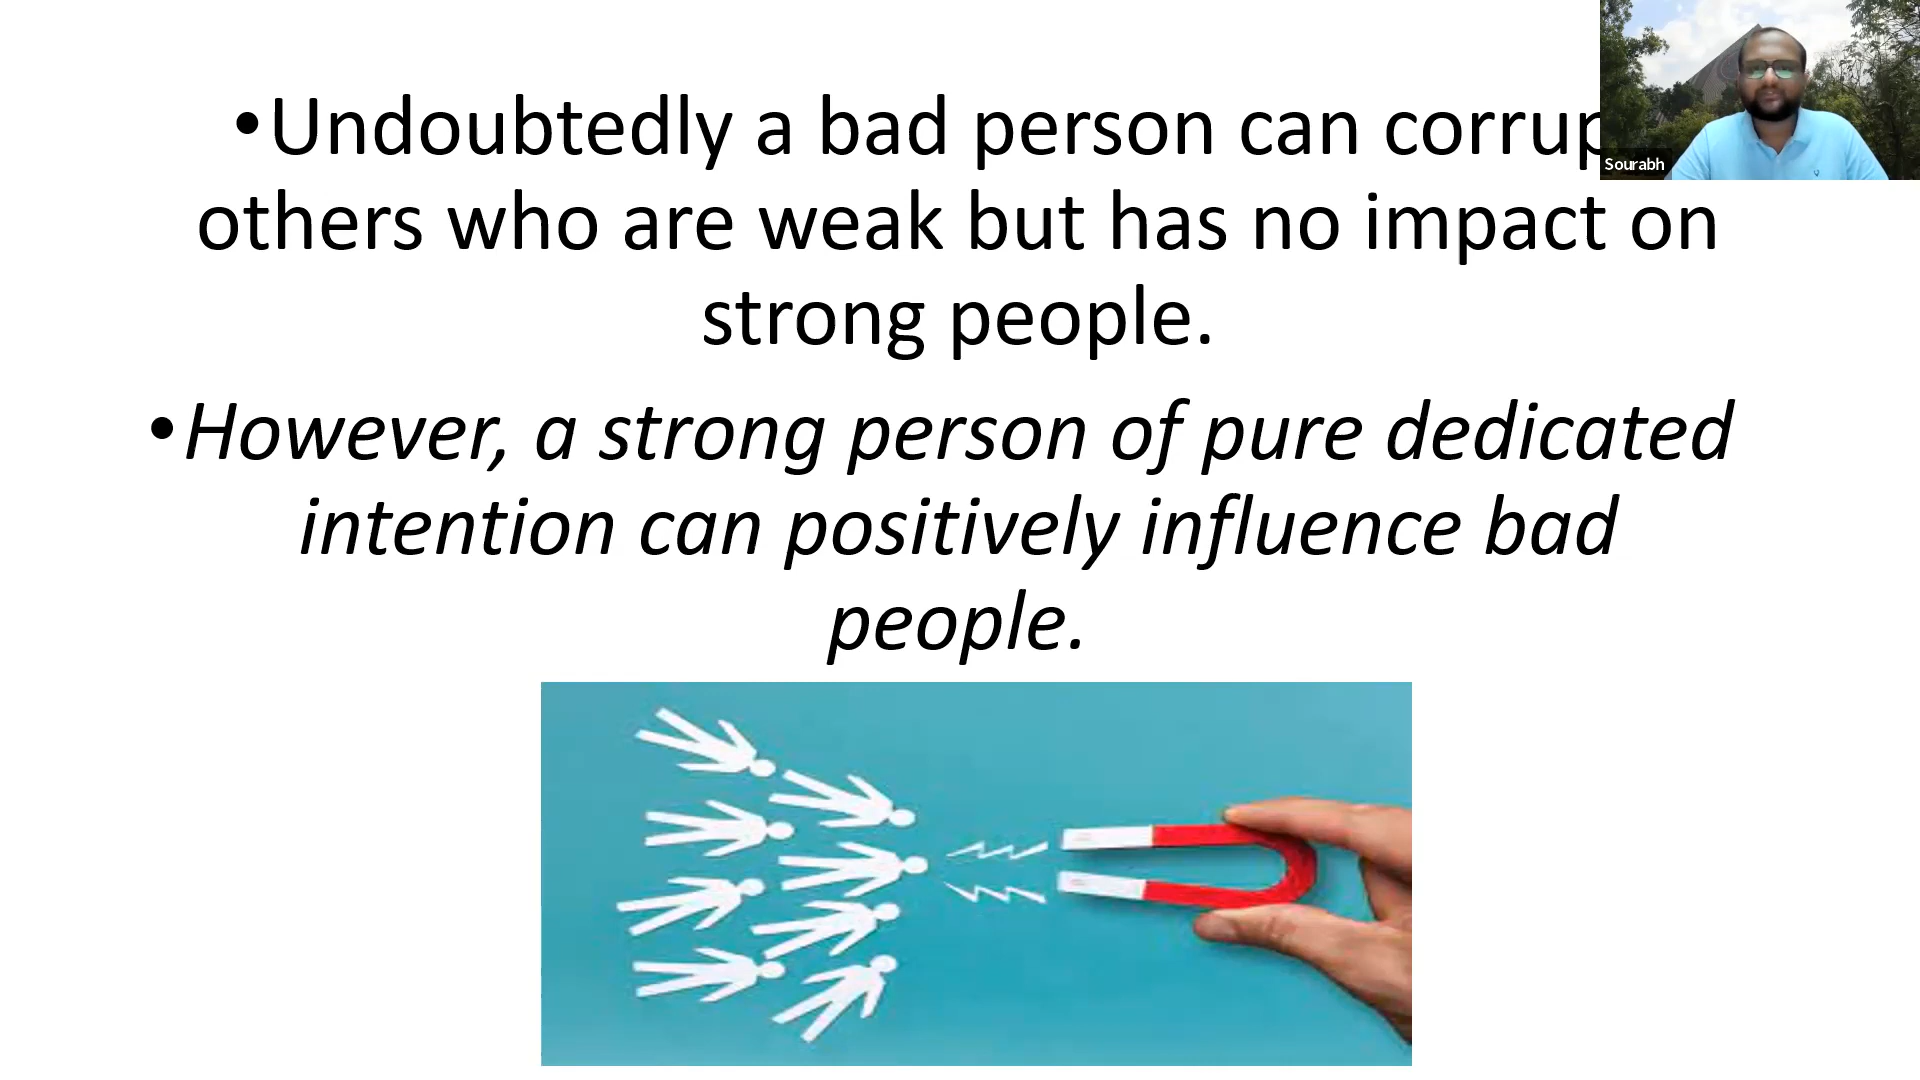 •Undoubtedly a bad person can corrup
others who are weak but has no impact on
strong people.
•However, a strong person of pure dedicated
intention can positively influence bad
people.
Sourabh